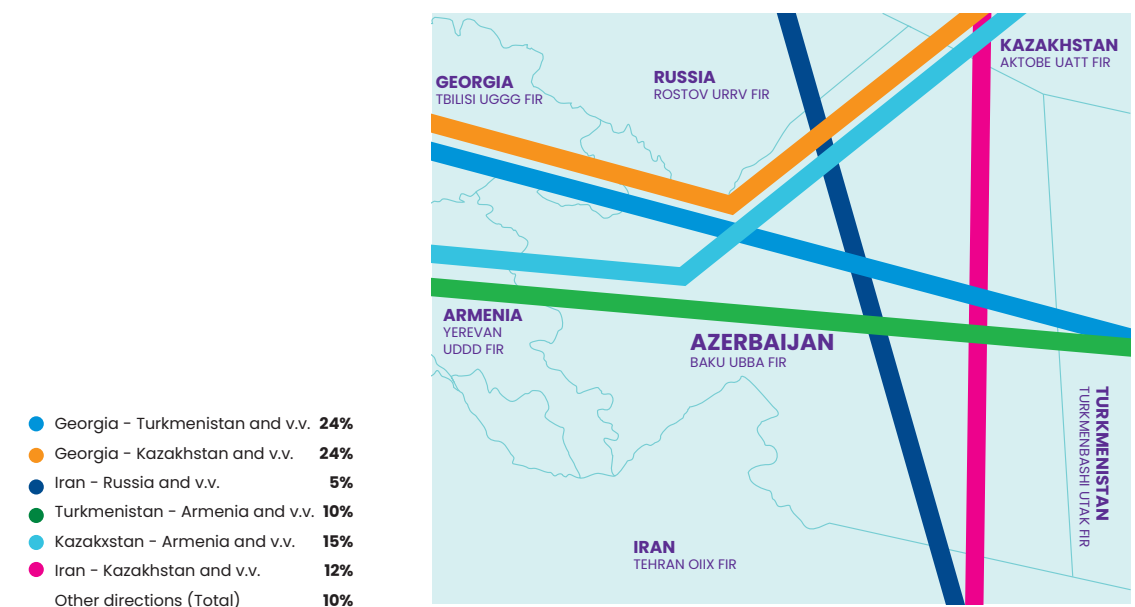 GEORGIA
TBILISI UGGG FIR
RUSSIA
ROSTOV URRV FIR
KAZAKHSTAN
AKTOBE UATT FIR
ARMENIA
YEREVAN
UDDD FIR
AZERBAIJAN
BAKU UBBA FIR
TURKMENISTAN
TURKMENBASHI UTAK FIR
IRAN
TEHRAN OIIX FIR
Georgia - Turkmenistan and v.v. 24%
Georgia - Kazakhstan and v.v. 24%
Iran - Russia and v.v. 5%
Turkmenistan - Armenia and v.v. 10%
Kazakxstan - Armenia and v.v. 15%
Iran - Kazakhstan and v.v. 12%
Other directions (Total) 10%